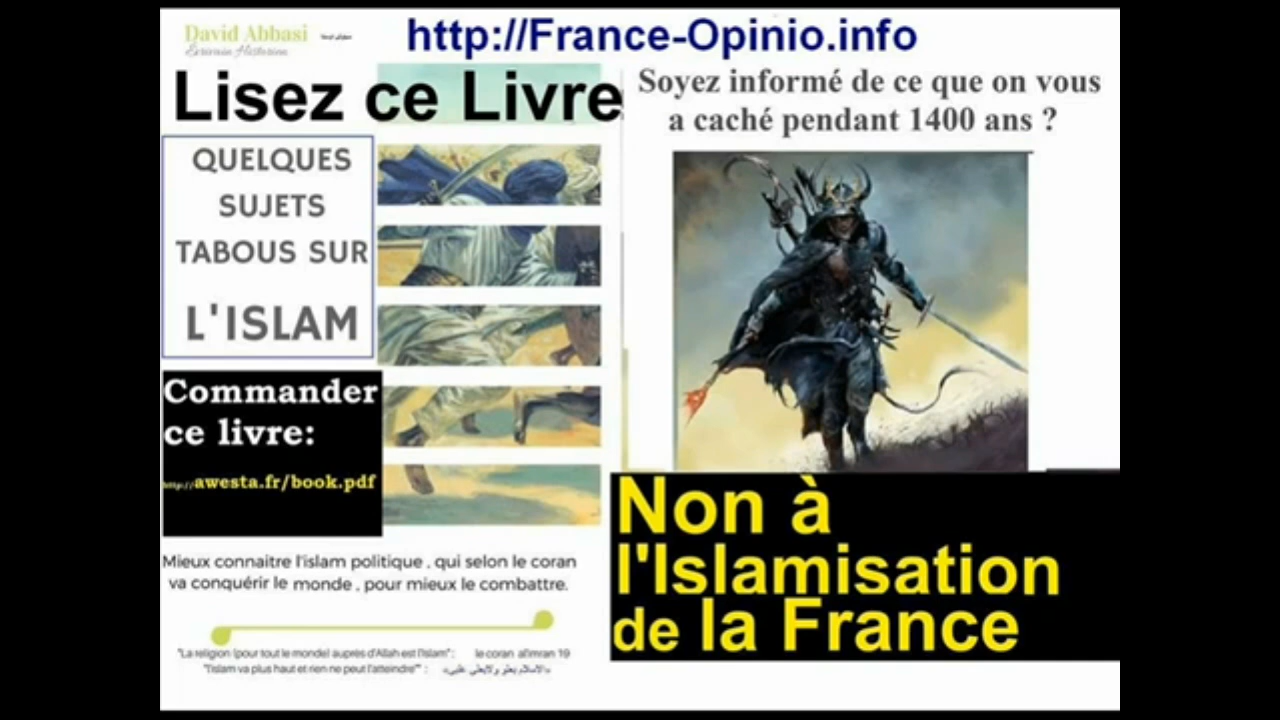 David Abbasi
Écrivain Historien
http://France-Opinio.info
Lisez ce Livre
Soyez informé de ce que on vous
a caché pendant 1400 ans ?
QUELQUES
SUJETS
TABOUS SUR
L'ISLAM
Commander
ce livre:
http://awesta.fr/book.pdf
Non à
l'Islamisation
de la France
Mieux connaitre l'islam politique , qui selon le coran
va conquérir le monde , pour mieux le combattre.
"La religion (pour tout le monde) auprès d'Allah est l'Islam" : le coran al'imran 19
"l'islam va plus haut et rien ne peut l'atteindre"" :